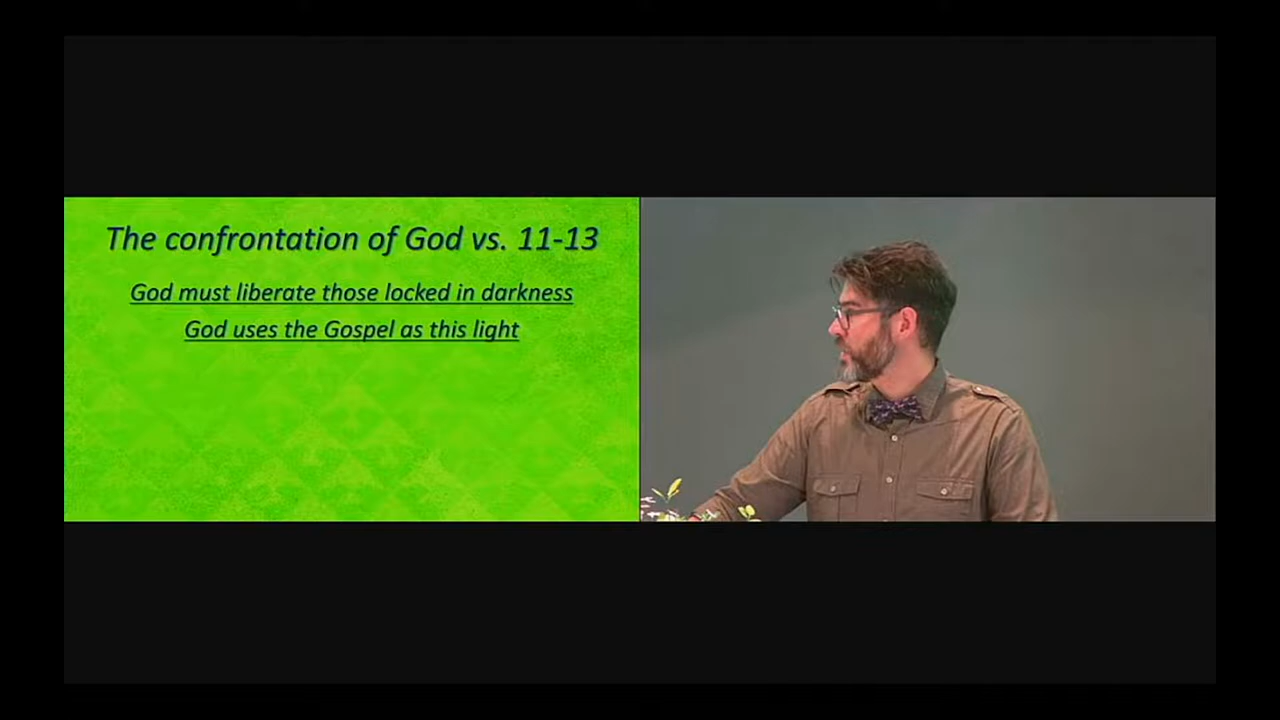 The confrontation of God vs. 11-13
God must liberate those locked in darkness
God uses the Gospel as this light